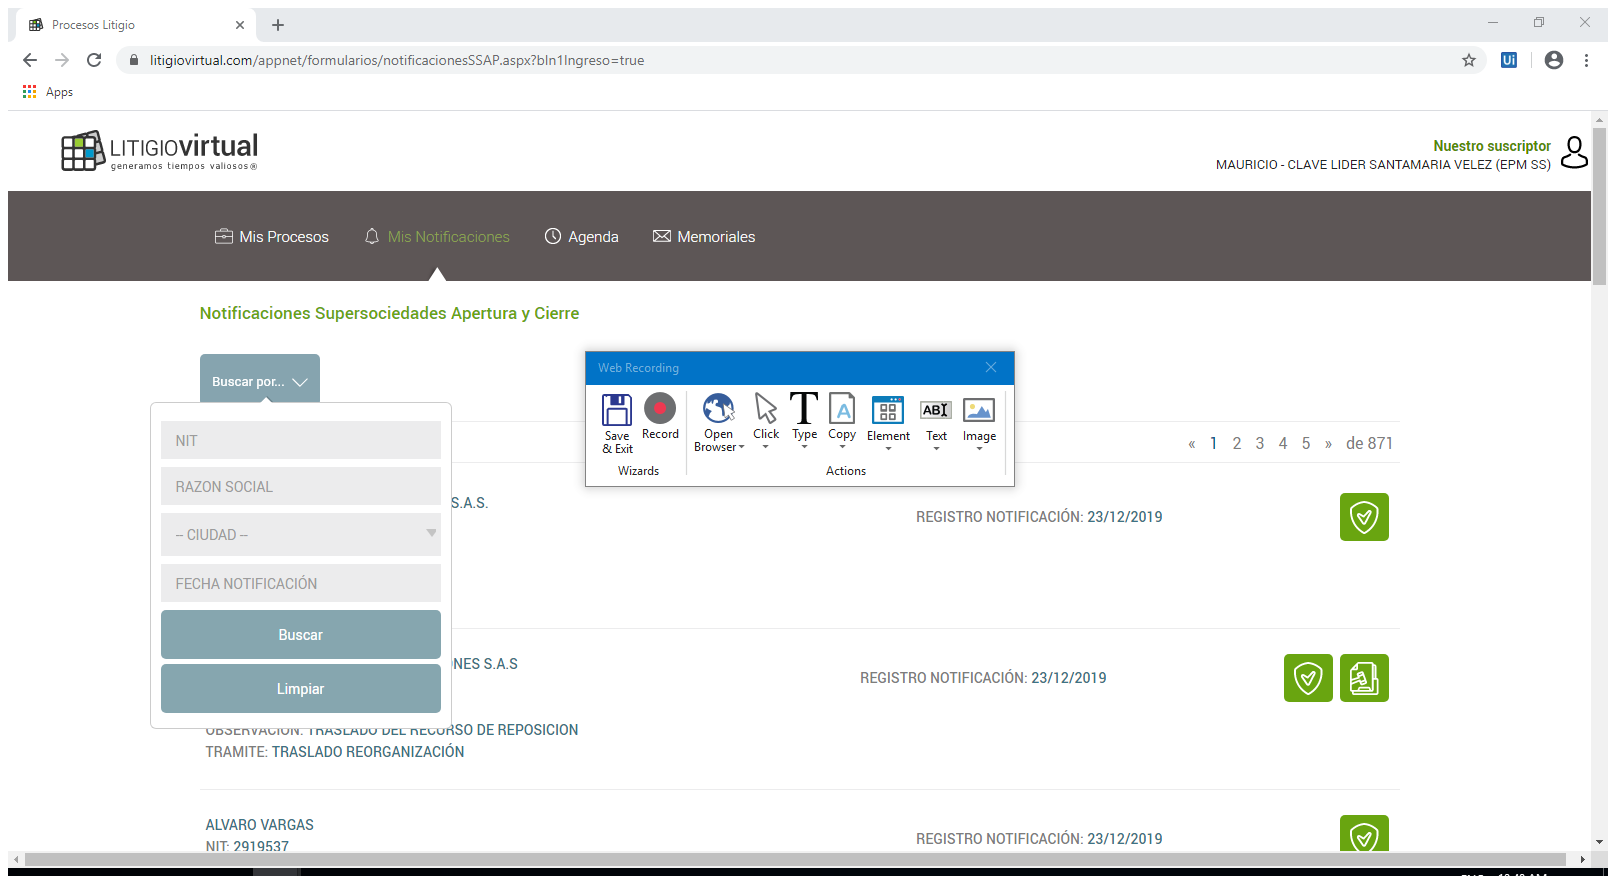 Procesos Litigio
litigiovirtual.com/appnet/formularios/notificacionesSSAP.aspx?bln1Ingreso=true
Ui
Apps
LITIGIOvirtual
generamos tiempos valiosos®
Nuestro suscriptor
MAURICIO - CLAVE LIDER SANTAMARIA VELEZ (EPM SS)
Mis Procesos
Mis Notificaciones
Agenda
Memoriales
Notificaciones Supersociedades Apertura y Cierre
Buscar por...
NIT
RAZON SOCIAL
-- CIUDAD --
FECHA NOTIFICACIÓN
Buscar
Limpiar
Web Recording
Save & Exit
Record
Open Browser
Click
Type
Copy
Element
Text
Image
Wizards
Actions
« 1 2 3 4 5 » de 871
S.A.S.
REGISTRO NOTIFICACIÓN: 23/12/2019
NES S.A.S
REGISTRO NOTIFICACIÓN: 23/12/2019
OBSERVACION: TRASLADO DEL RECURSO DE REPOSICION
TRAMITE: TRASLADO REORGANIZACIÓN
ALVARO VARGAS
NIT: 2919537
REGISTRO NOTIFICACIÓN: 23/12/2019